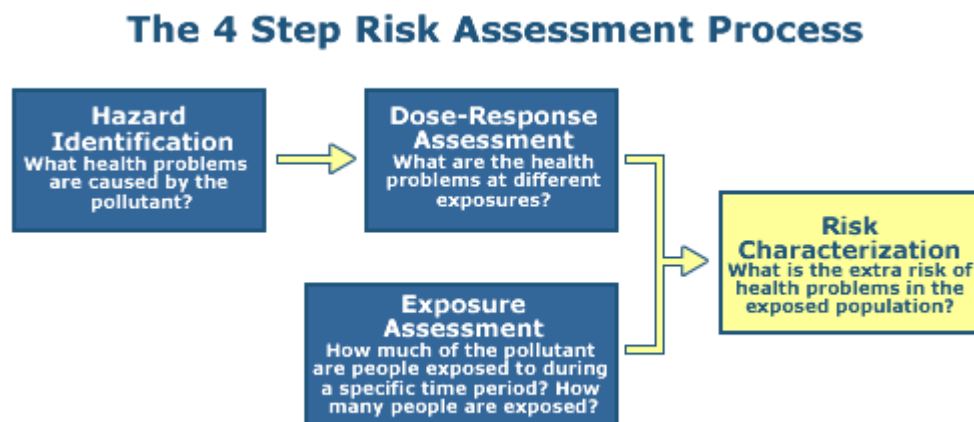 The 4 Step Risk Assessment Process
Hazard
Identification
What health problems
are caused by the
pollutant?
Dose-Response
Assessment
What are the health
problems at different
exposures?
Exposure
Assessment
How much of the pollutant
are people exposed to during
a specific time period? How
many people are exposed?
Risk
Characterization
What is the extra risk of
health problems in the
exposed population?